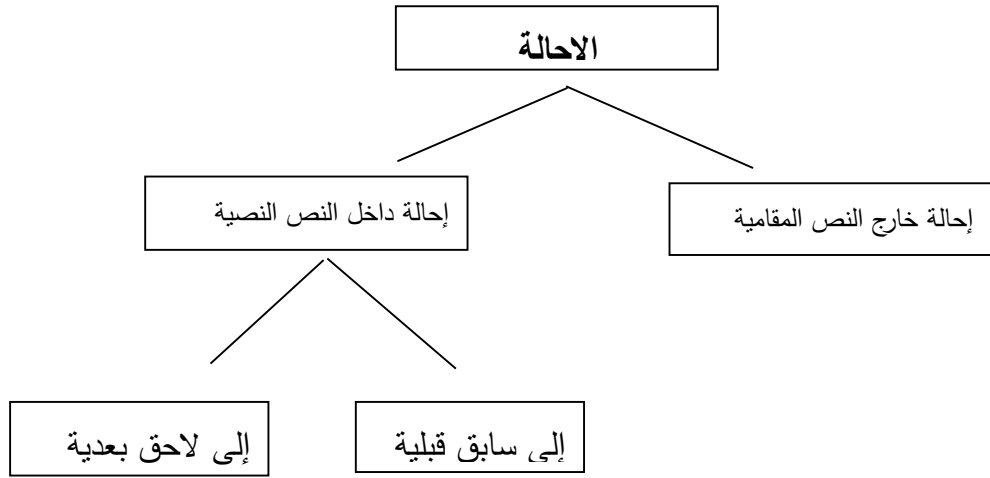 الاحالة
إحالة خارج النص المقامية
إحالة داخل النص النصية
إلى سابق قبلية
إلى لاحق بعدية